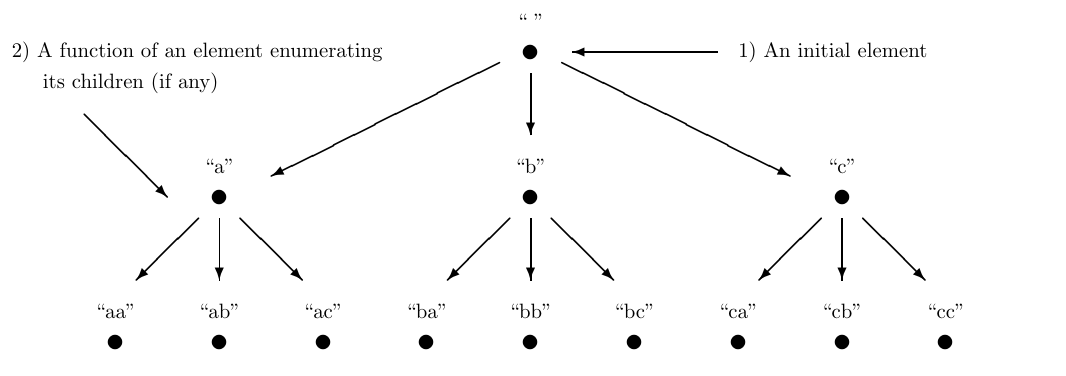 “ ”
2) A function of an element enumerating
its children (if any)
1) An initial element
“a” “b” “c”
“aa” “ab” “ac” “ba” “bb” “bc” “ca” “cb” “cc”